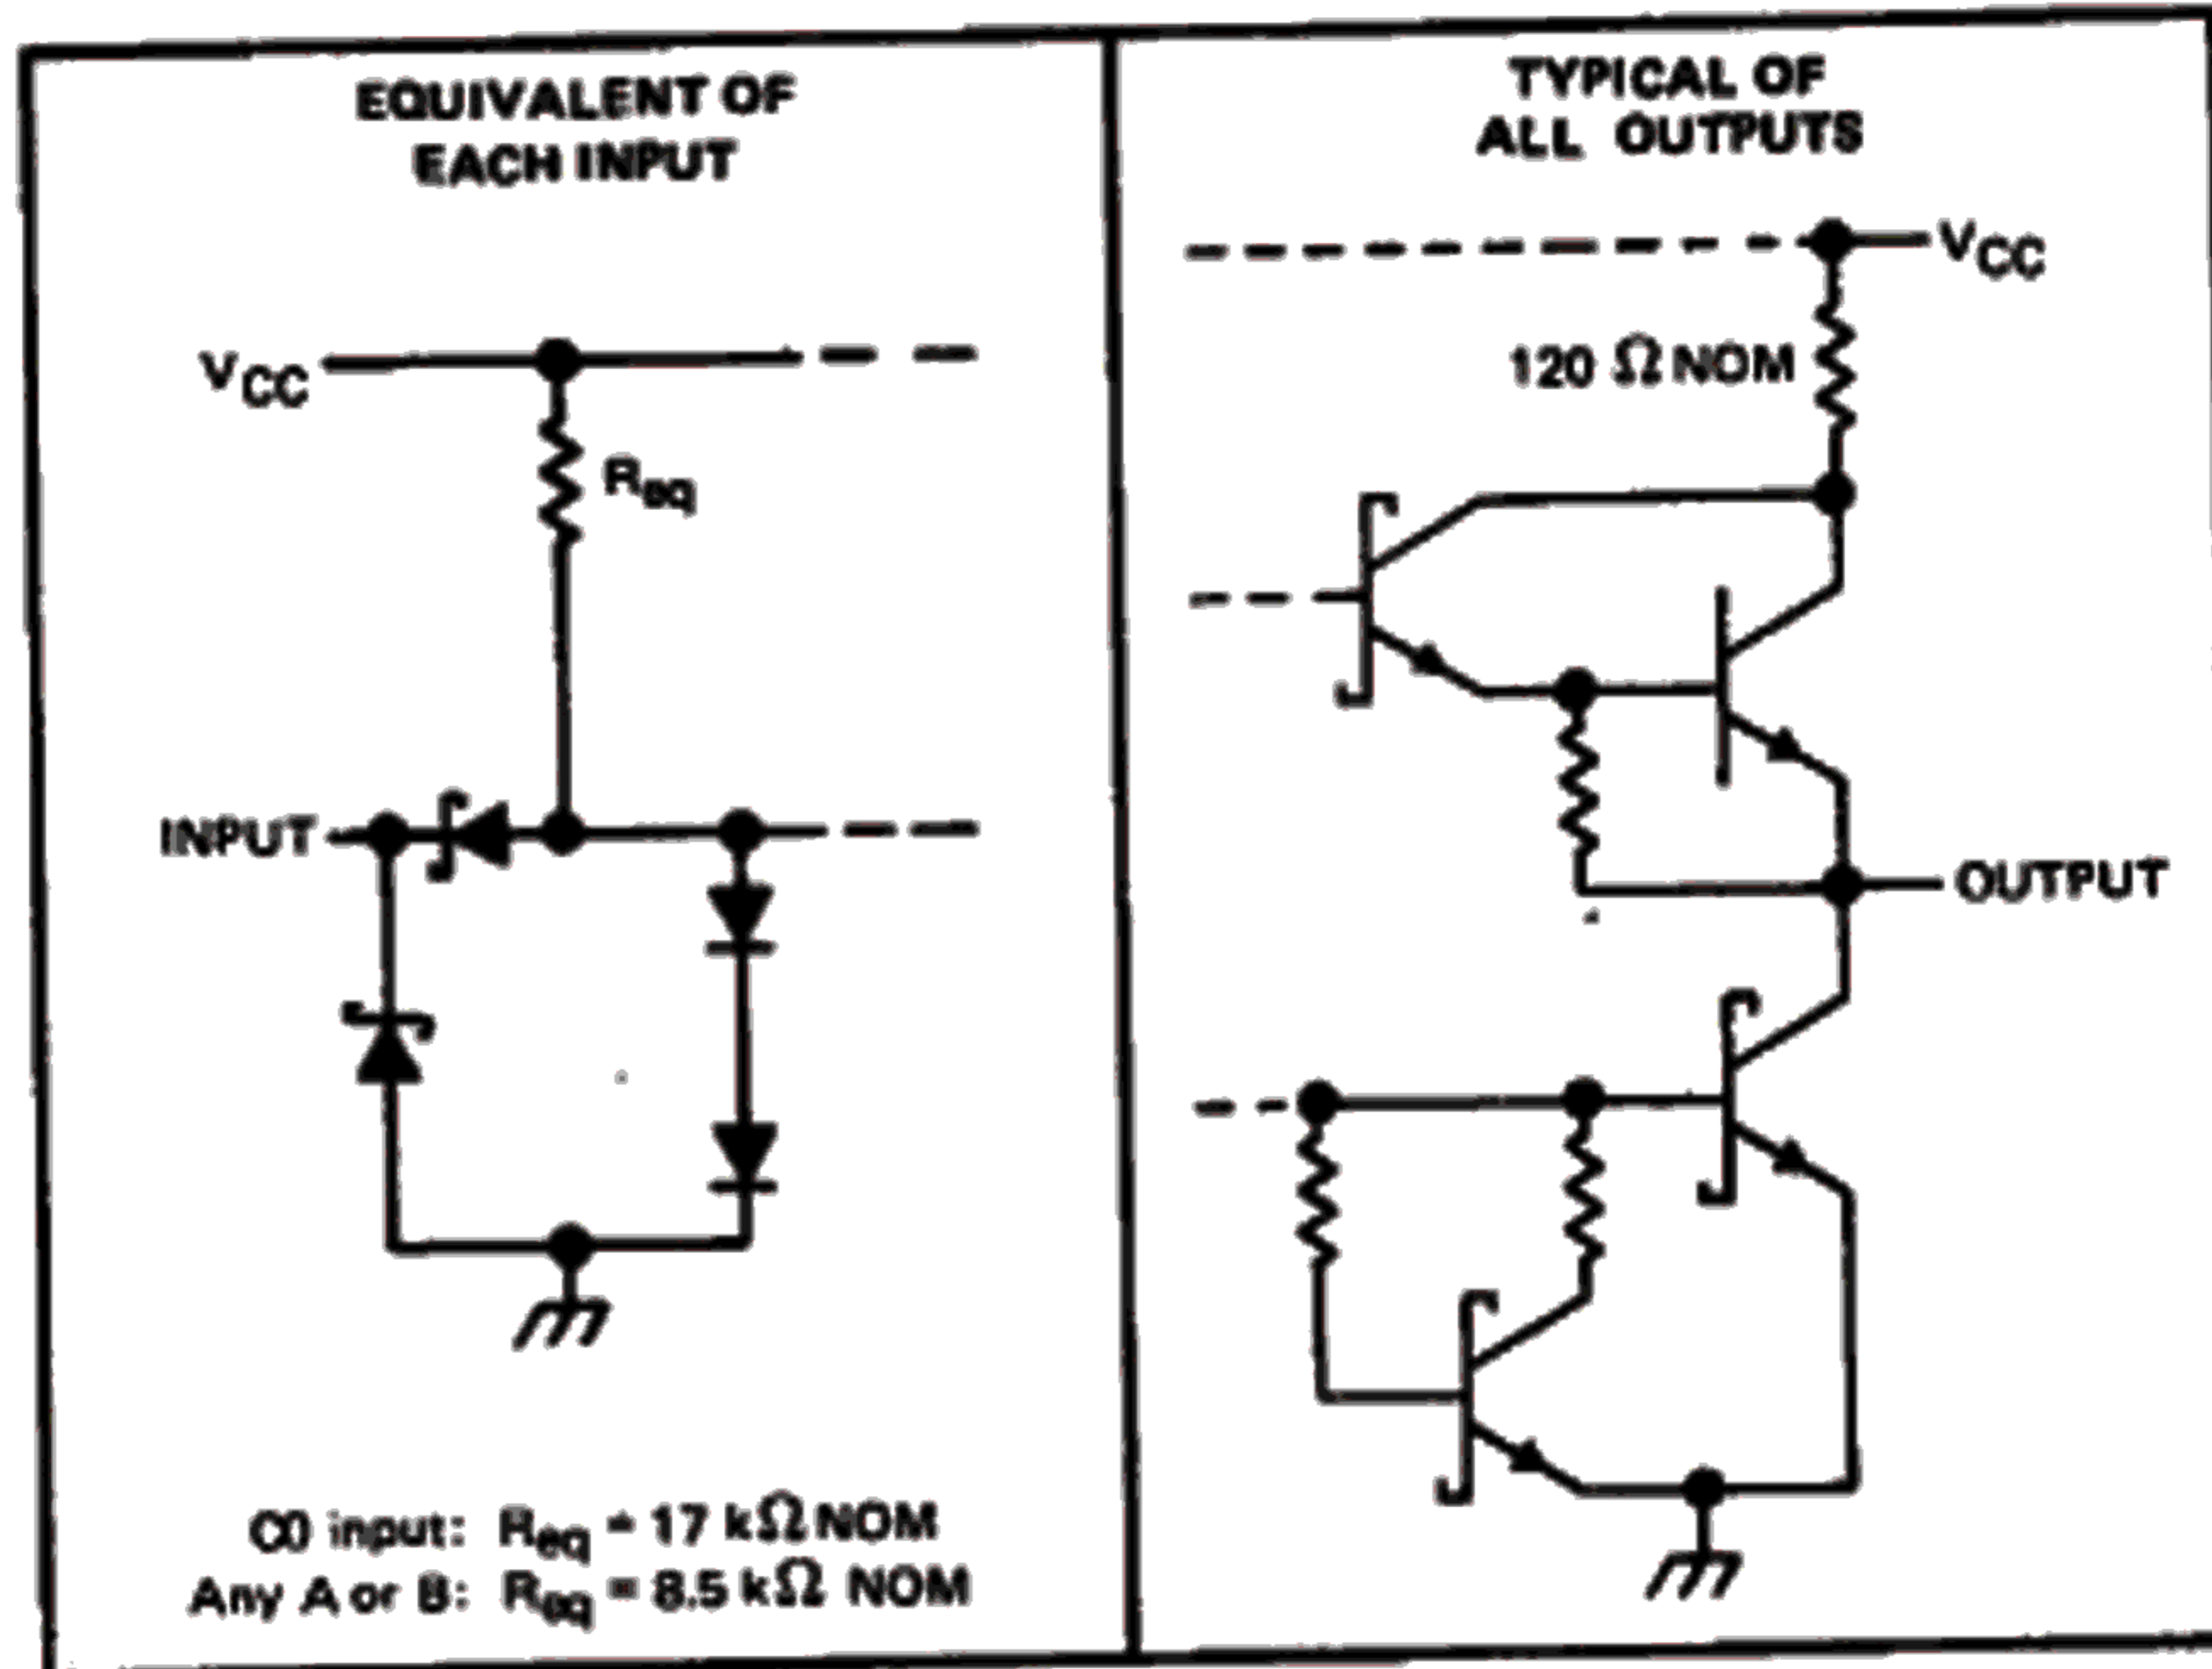 EQUIVALENT OF
EACH INPUT
VCC
Req
INPUT
C0 input: Req = 17 kΩ NOM
Any A or B: Req = 8.5 kΩ NOM
TYPICAL OF
ALL OUTPUTS
VCC
120 Ω NOM
OUTPUT